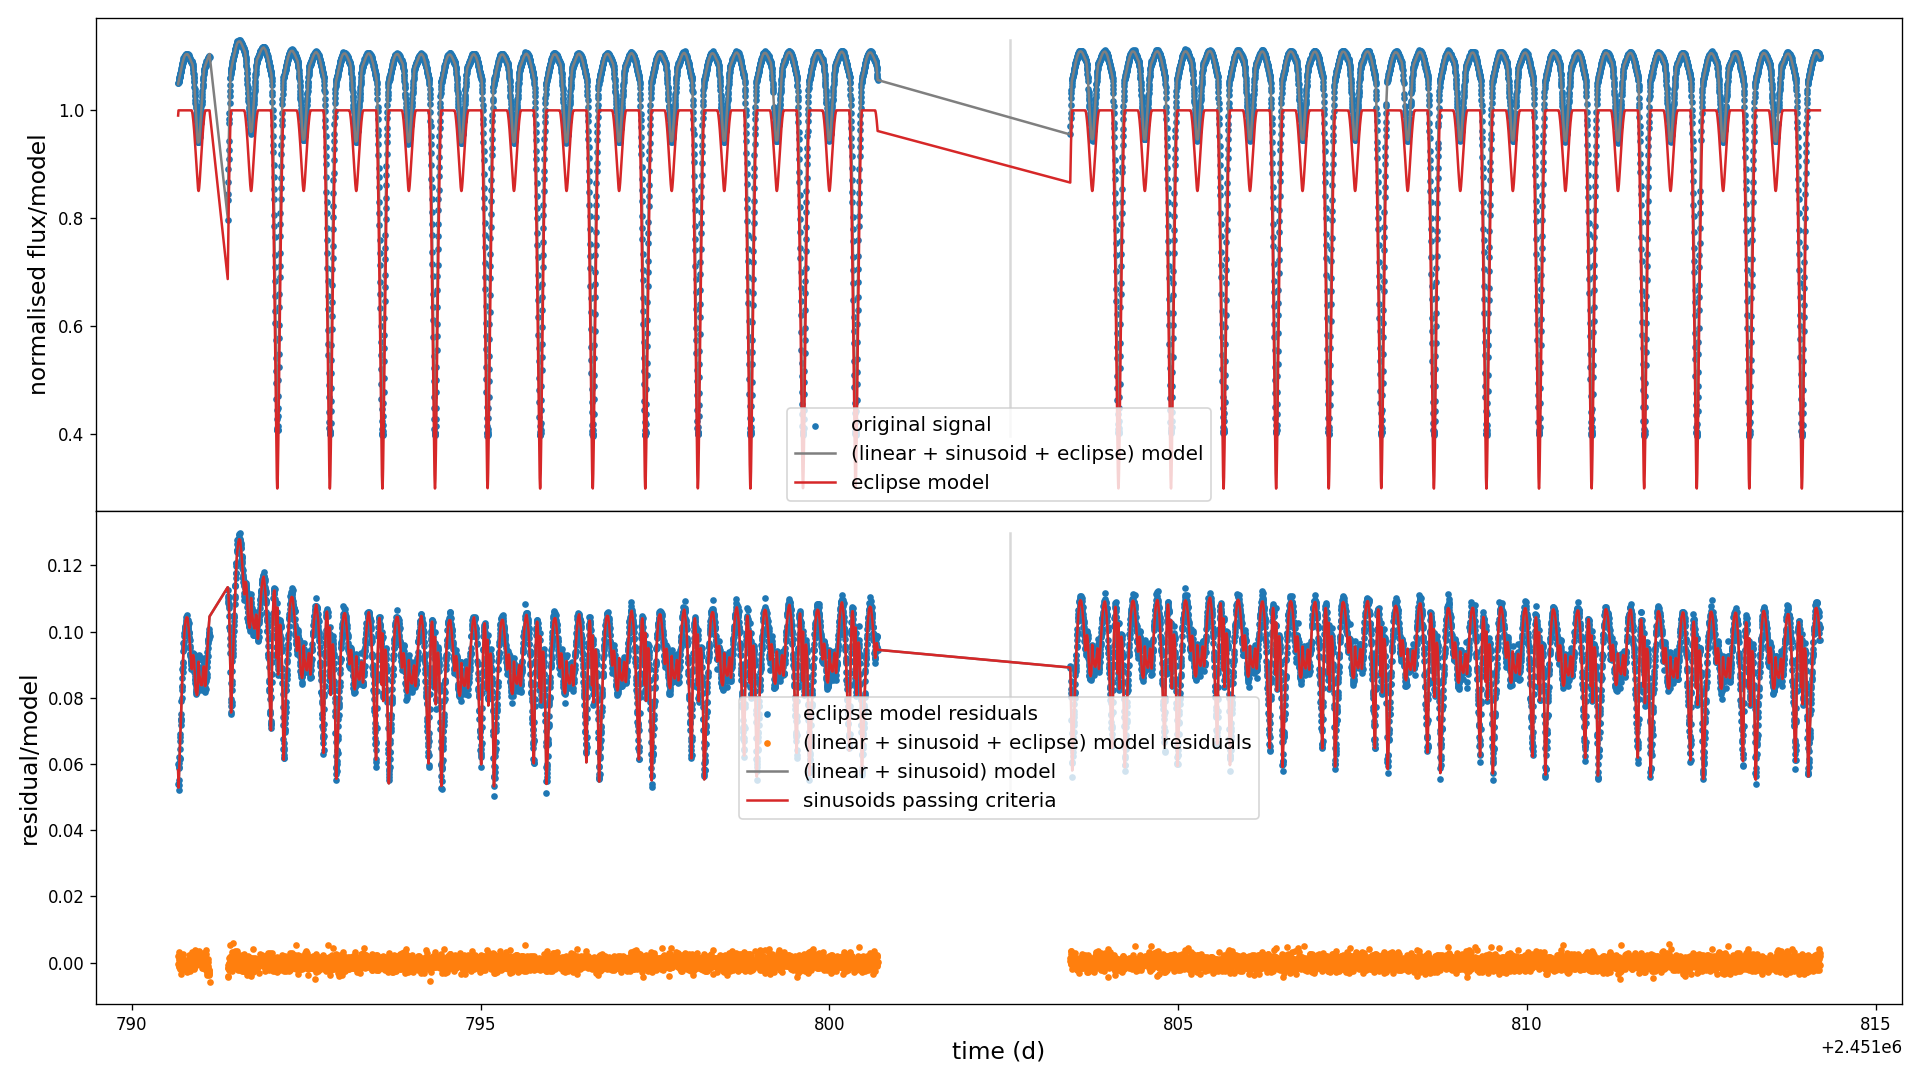 normalised flux/model
1.0
0.8
0.6
0.4
original signal
(linear + sinusoid + eclipse) model
eclipse model
residual/model
0.12
0.10
0.08
0.06
0.04
0.02
0.00
eclipse model residuals
(linear + sinusoid + eclipse) model residuals
(linear + sinusoid) model
sinusoids passing criteria
790 795 800 805 810 815
time (d)
+2.451e6